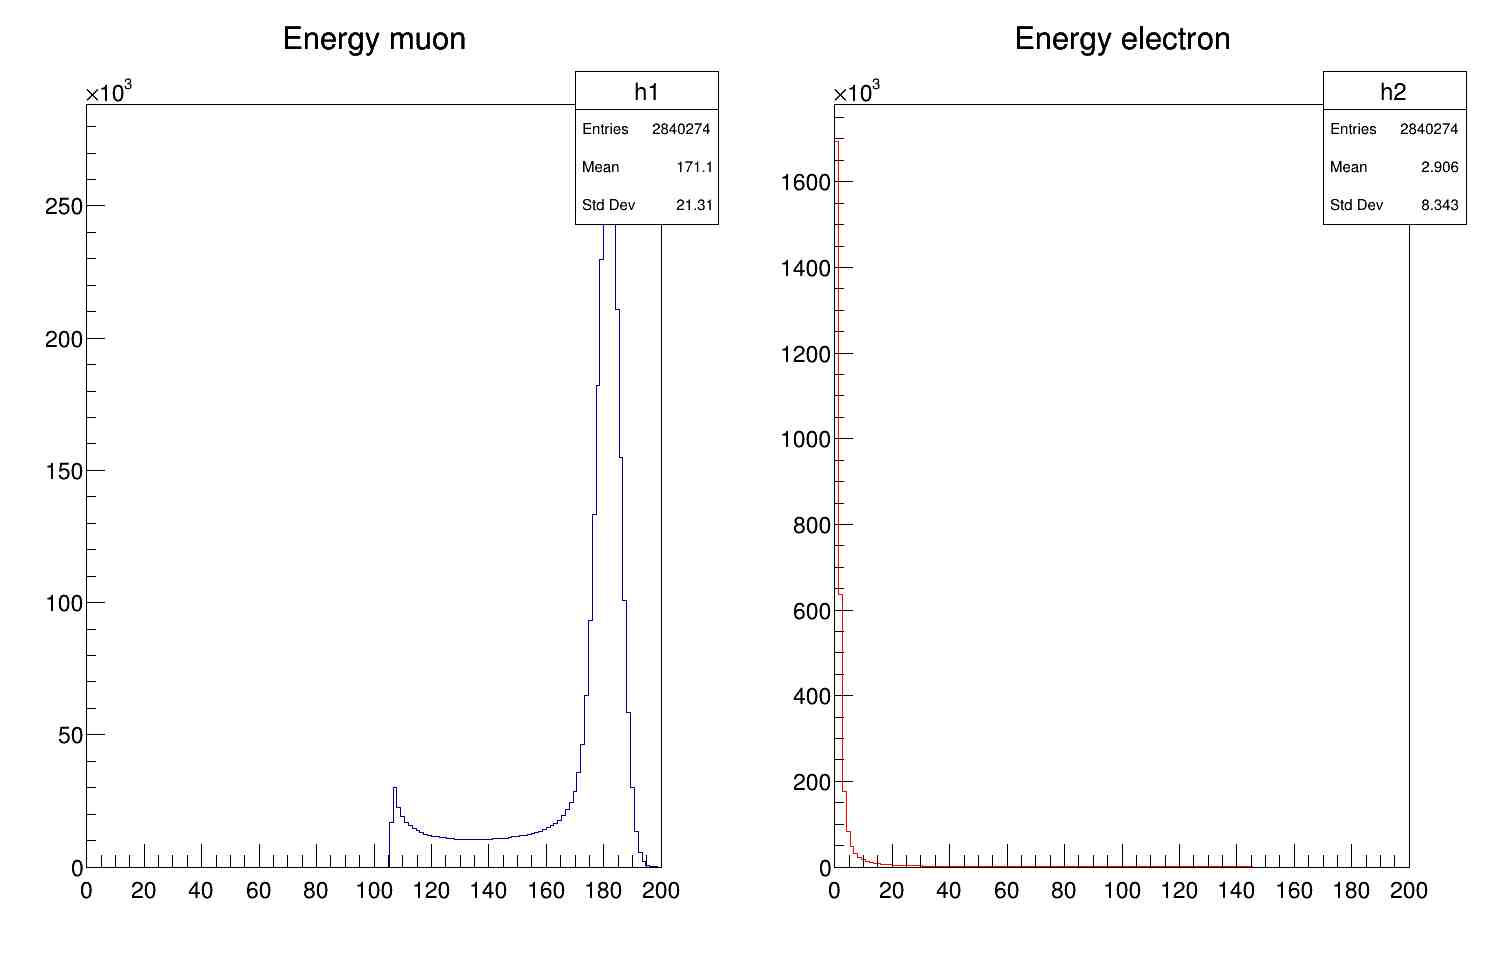 Energy muon
×10³
h1
Entries 2840274
Mean 171.1
Std Dev 21.31
250
200
150
100
50
0
0 20 40 60 80 100 120 140 160 180 200
Energy electron
×10³
h2
Entries 2840274
Mean 2.906
Std Dev 8.343
1600
1400
1200
1000
800
600
400
200
0
0 20 40 60 80 100 120 140 160 180 200